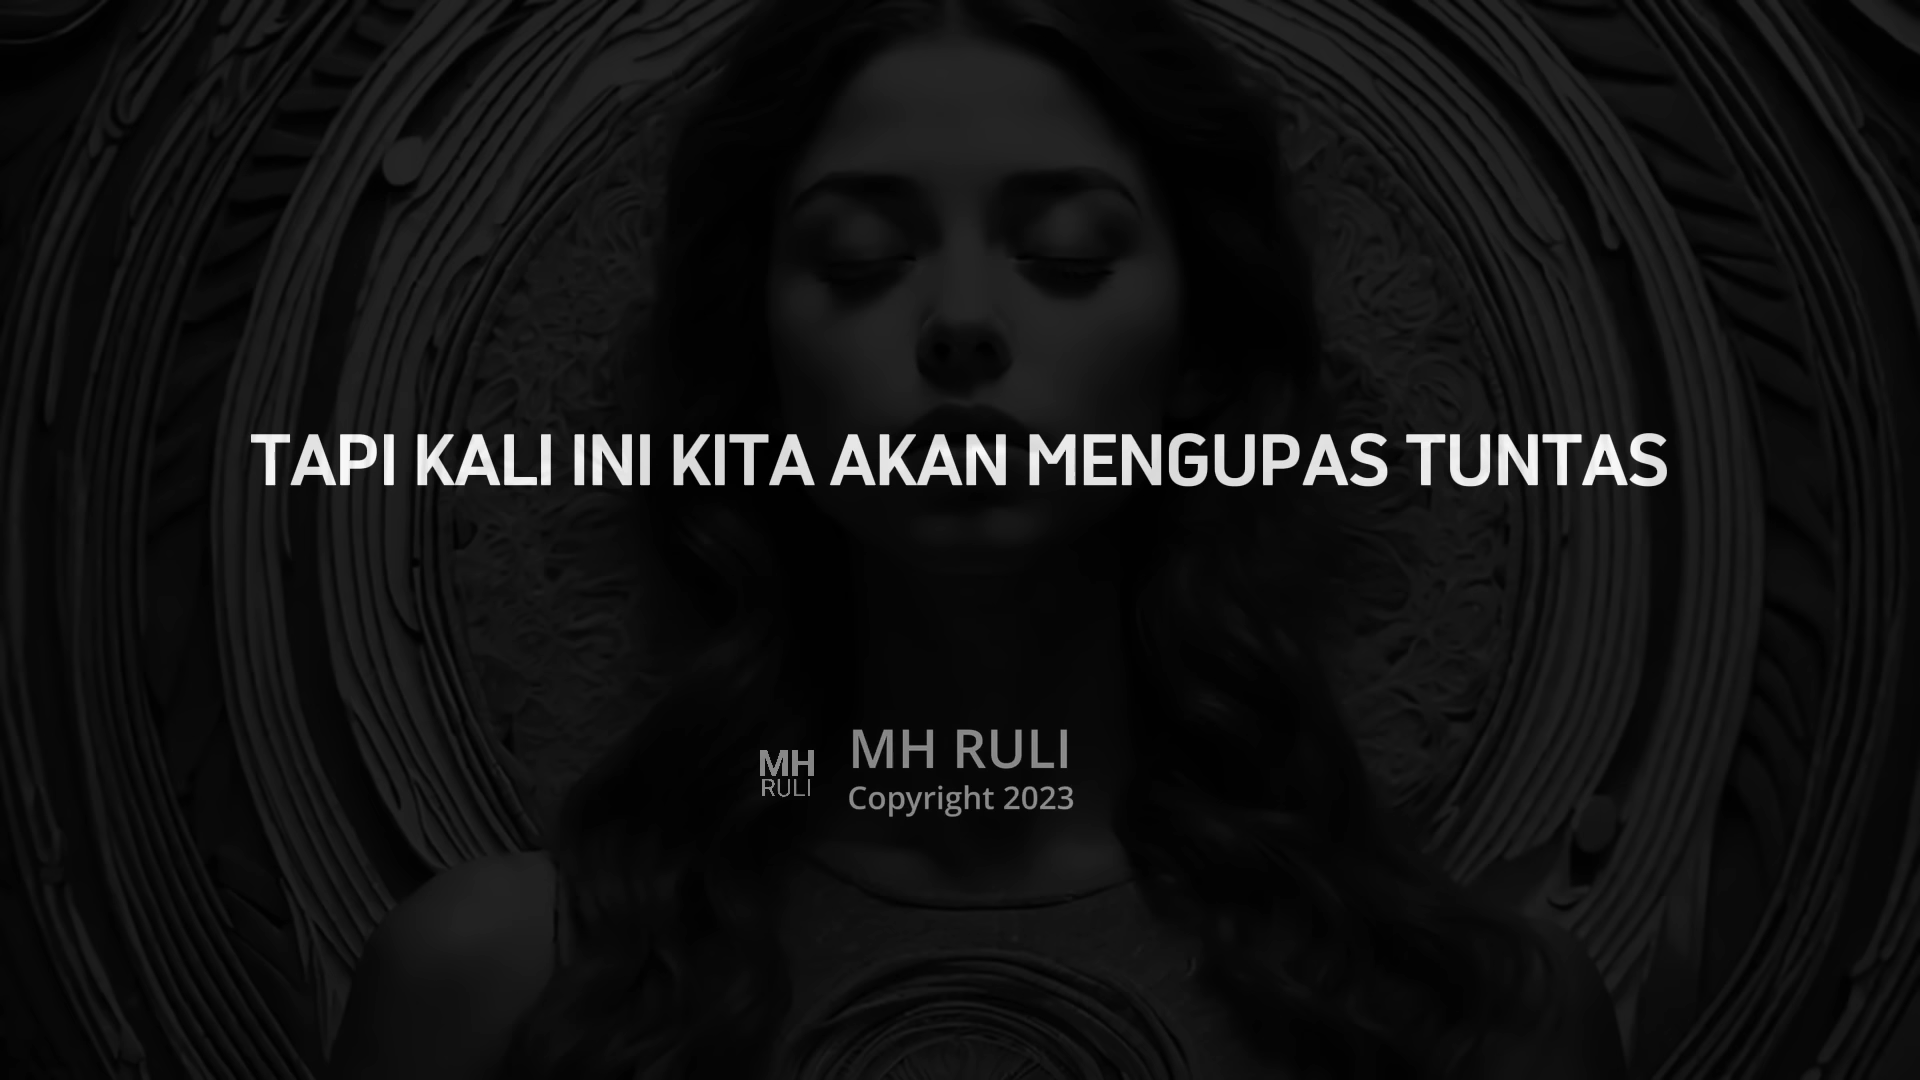 TAPI KALI INI KITA AKAN MENGUPAS TUNTAS
MH RULI
MH RULI
Copyright 2023